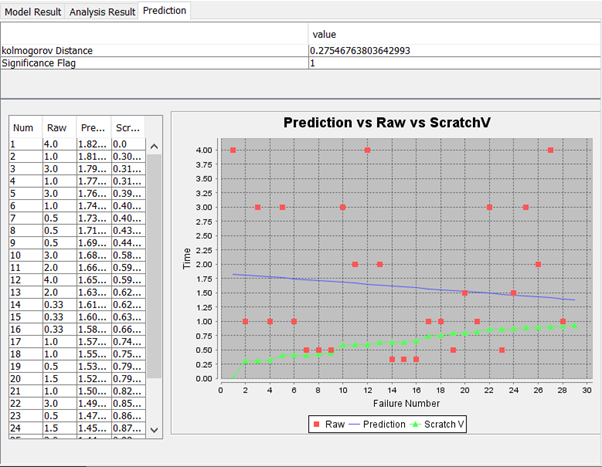 Model Result Analysis Result Prediction
value
kolmogorov Distance 0.27546763803642993
Significance Flag 1
Num Raw Pre... Scr...
1 4.0 1.82... 0.0
2 1.0 1.81... 0.30...
3 3.0 1.79... 0.31...
4 1.0 1.77... 0.31...
5 3.0 1.76... 0.39...
6 1.0 1.74... 0.40...
7 0.5 1.73... 0.40...
8 0.5 1.71... 0.43...
9 0.5 1.69... 0.44...
10 3.0 1.68... 0.58...
11 2.0 1.66... 0.59...
12 4.0 1.65... 0.59...
13 2.0 1.63... 0.62...
14 0.33 1.61... 0.62...
15 0.33 1.60... 0.63...
16 0.33 1.58... 0.66...
17 1.0 1.57... 0.74...
18 1.0 1.55... 0.75...
19 0.5 1.53... 0.79...
20 1.5 1.52... 0.79...
21 1.0 1.50... 0.82...
22 3.0 1.49... 0.85...
23 0.5 1.47... 0.86...
24 1.5 1.45... 0.87...
Prediction vs Raw vs ScratchV
4.00
3.75
3.50
3.25
3.00
2.75
2.50
2.25
2.00
1.75
1.50
1.25
1.00
0.75
0.50
0.25
0.00
Time
0 2 4 6 8 10 12 14 16 18 20 22 24 26 28 30
Failure Number
Raw Prediction Scratch V